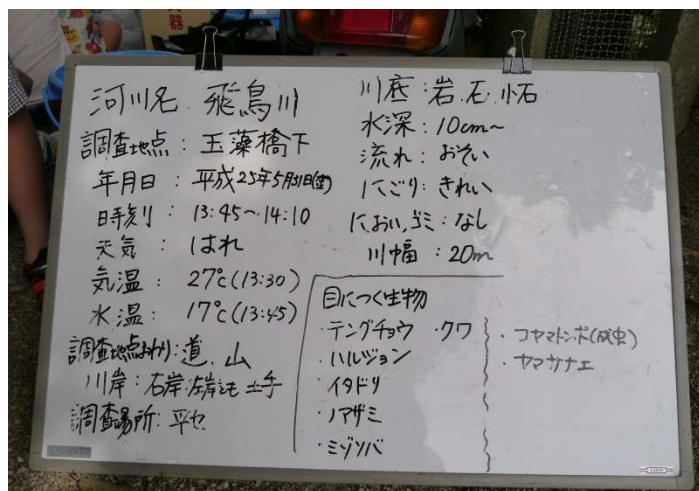 河川名 飛鳥川
調査地点：玉藻橋下
年月日：平成25年5月31日(金)
時刻：13:45～14:10
天気：はれ
気温：27℃(13:30)
水温：17℃(13:45)
調査地点まわり：道、山
川岸：右岸・左岸とも土手
調査場所：平セ
川底：岩、石、小石
水深：10cm～
流れ：おそい
にごり：きれい
におい、ゴミ：なし
川幅：20m
目につく生物
・テングチョウ ・クワ
・ハルジョン
・イタドリ
・ノアザミ
・ミゾソバ
・コヤマトンボ(成虫)
・ヤマサナエ